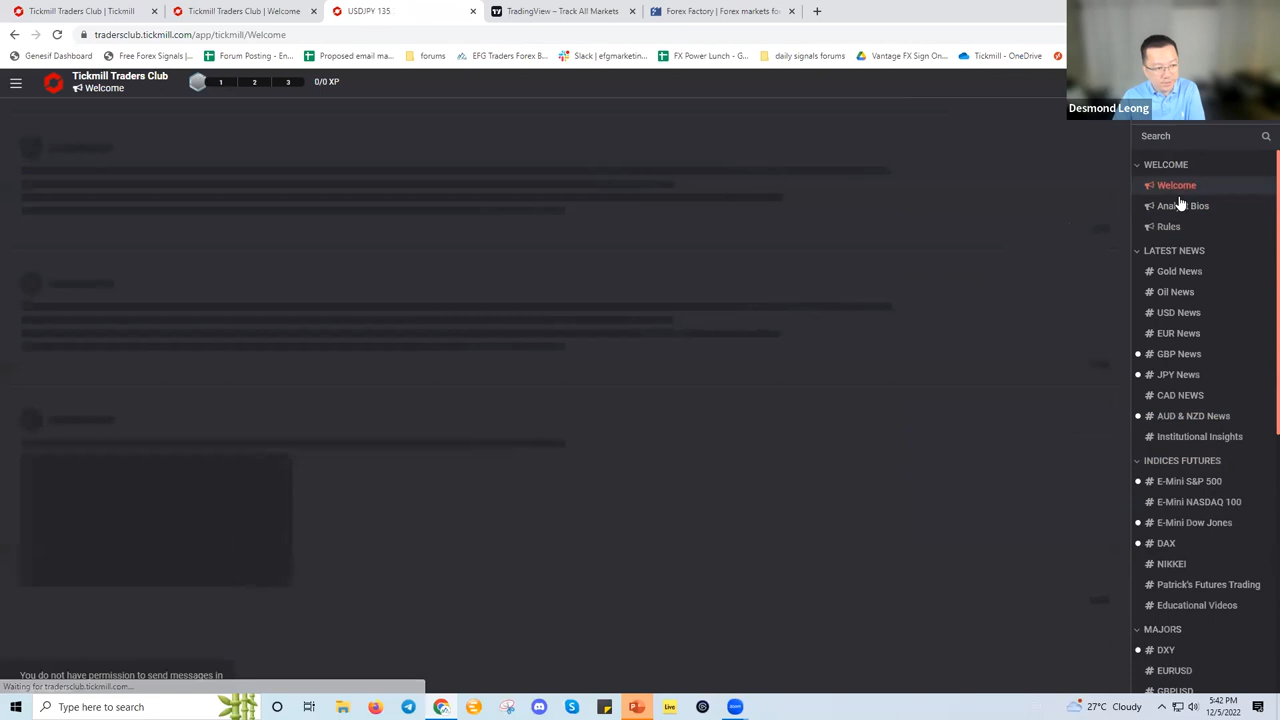 Tickmill Traders Club | Tickmill
Tickmill Traders Club | Welcome
USDJPY 135
TradingView – Track All Markets
Forex Factory | Forex markets fo
tradersclub.tickmill.com/app/tickmill/Welcome
Genesif Dashboard
Free Forex Signals |...
Forum Posting - En...
Proposed email ma...
forums
EFG Traders Forex B...
Slack | efgmarketing...
FX Power Lunch - G...
daily signals forums
Vantage FX Sign On...
Tickmill - OneDrive
Tickmill Traders Club
Welcome
1 2 3 0/0 XP
Desmond Leong
Search
WELCOME
Welcome
Analyst Bios
Rules
LATEST NEWS
# Gold News
# Oil News
# USD News
# EUR News
# GBP News
# JPY News
# CAD NEWS
# AUD & NZD News
# Institutional Insights
INDICES FUTURES
# E-Mini S&P 500
# E-Mini NASDAQ 100
# E-Mini Dow Jones
# DAX
# NIKKEI
# Patrick's Futures Trading
# Educational Videos
MAJORS
# DXY
# EURUSD
# GBPUSD
You do not have permission to send messages in
Waiting for tradersclub.tickmill.com...
Type here to search
27°C Cloudy
5:42 PM
12/5/2022